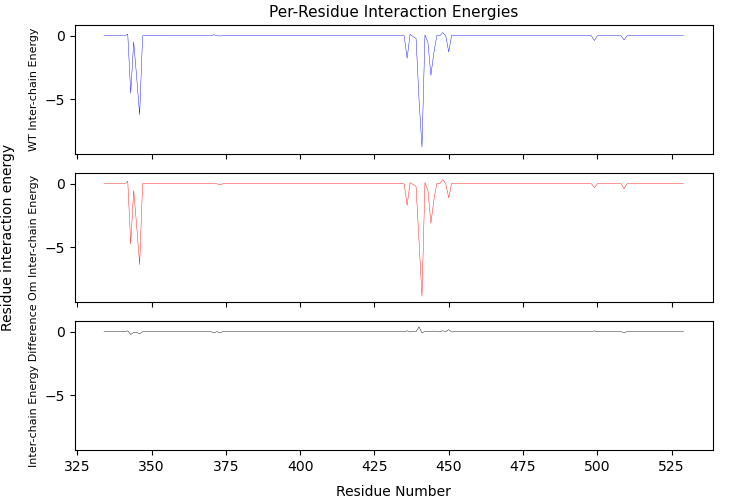 Per-Residue Interaction Energies
Residue interaction energy
WT Inter-chain Energy
0
−5
Om Inter-chain Energy
0
−5
Inter-chain Energy Difference
0
−5
325 350 375 400 425 450 475 500 525
Residue Number